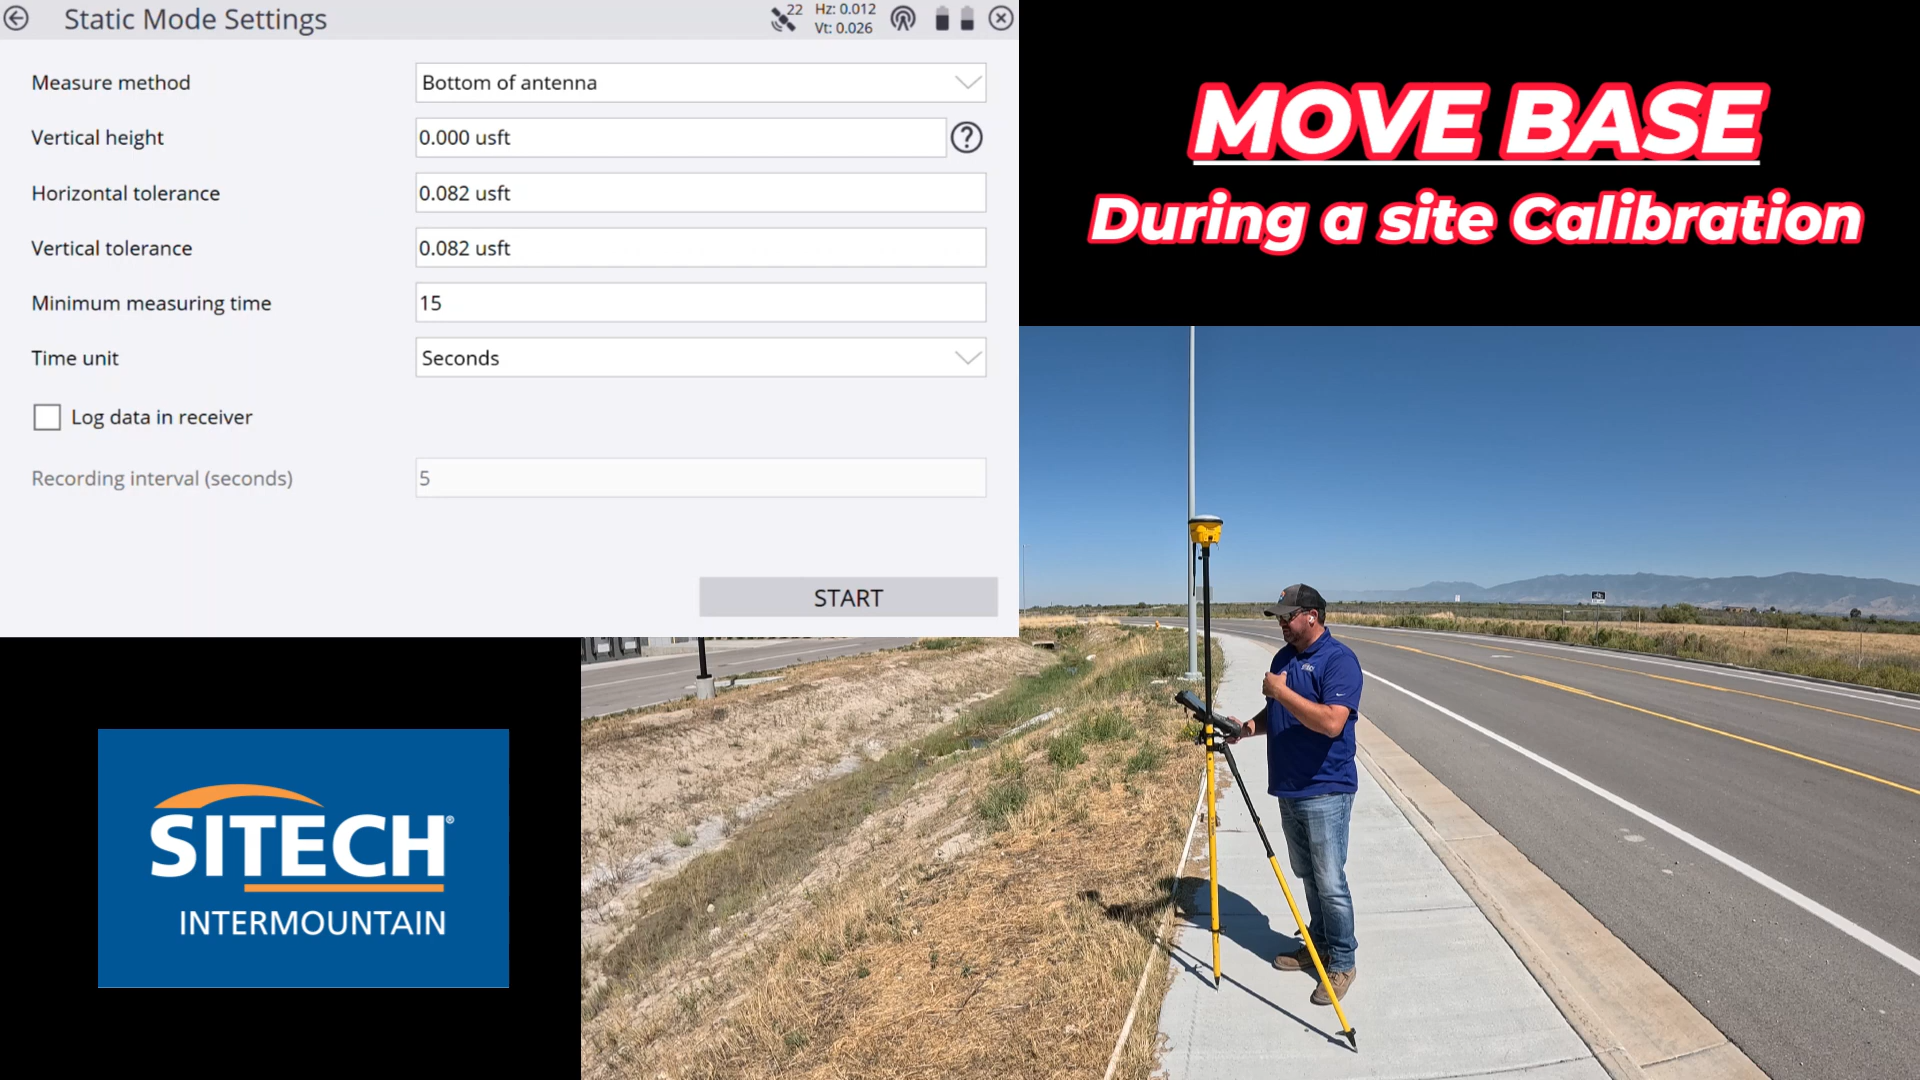 Static Mode Settings
22
Hz: 0.012
Vt: 0.026
Measure method
Bottom of antenna
Vertical height
0.000 usft
?
Horizontal tolerance
0.082 usft
Vertical tolerance
0.082 usft
Minimum measuring time
15
Time unit
Seconds
Log data in receiver
Recording interval (seconds)
5
START
MOVE BASE
During a site Calibration
SITECH®
INTERMOUNTAIN